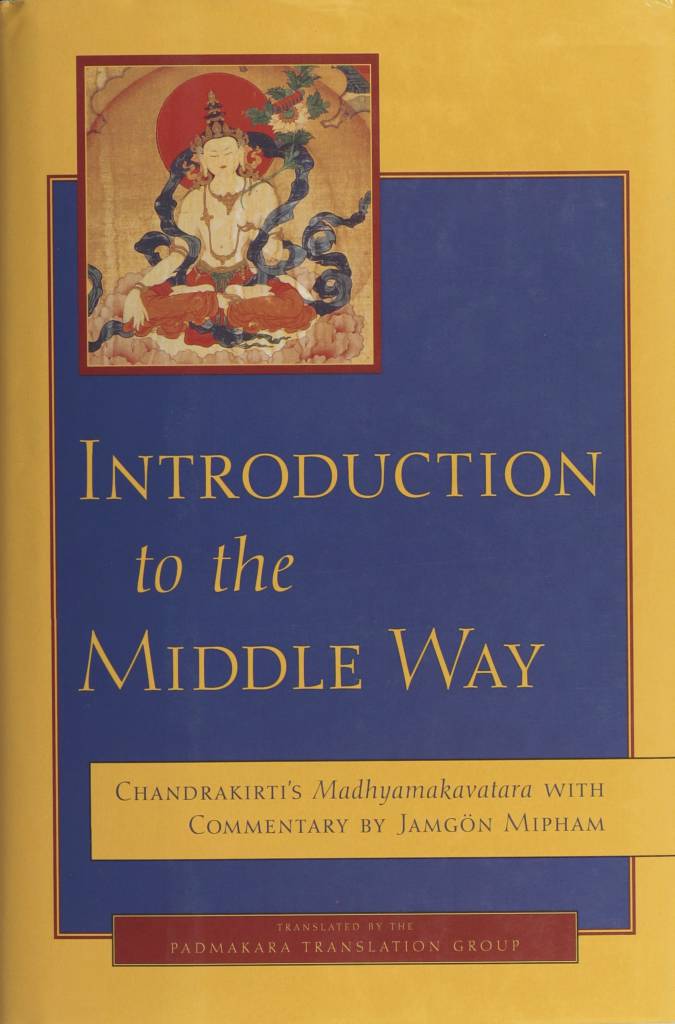 INTRODUCTION
to the
MIDDLE WAY
CHANDRAKIRTI'S Madhyamakavatara WITH
COMMENTARY BY JAMGÖN MIPHAM
TRANSLATED BY THE
PADMAKARA TRANSLATION GROUP